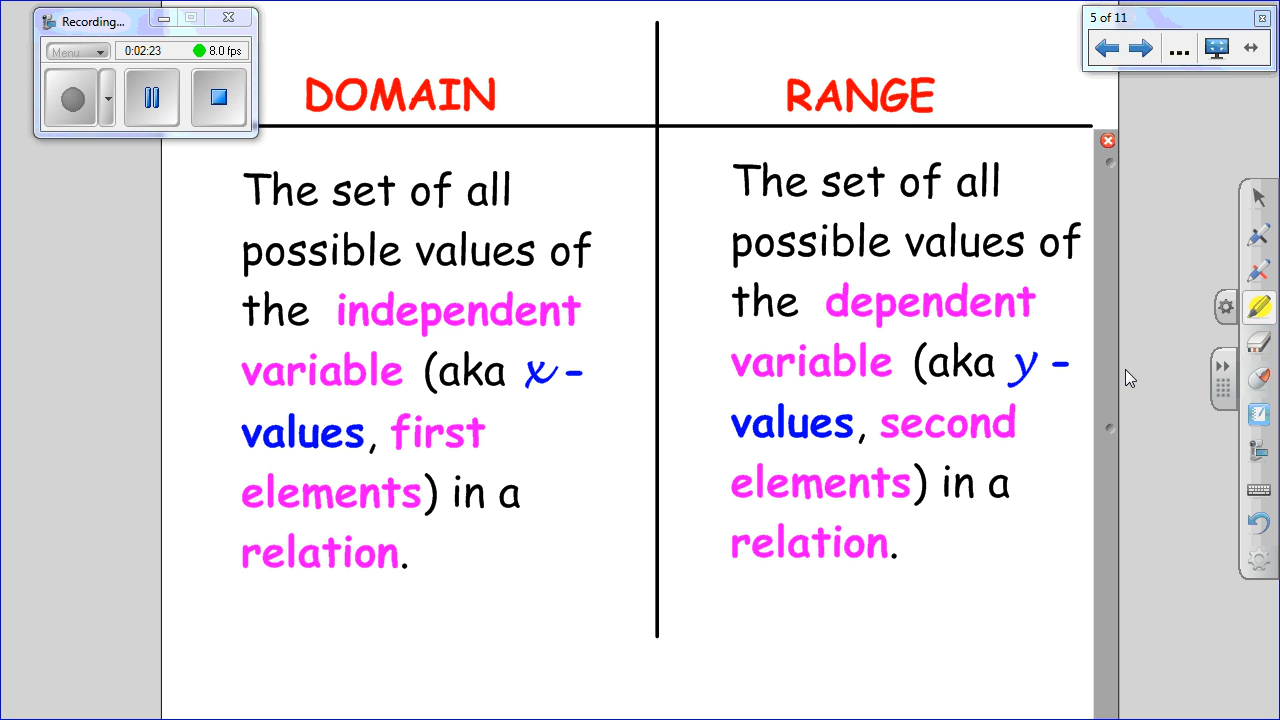 Recording...
Menu
0:02:23
8.0 fps
5 of 11
...
DOMAIN
The set of all
possible values of
the independent
variable (aka x -
values, first
elements) in a
relation.
RANGE
The set of all
possible values of
the dependent
variable (aka y -
values, second
elements) in a
relation.